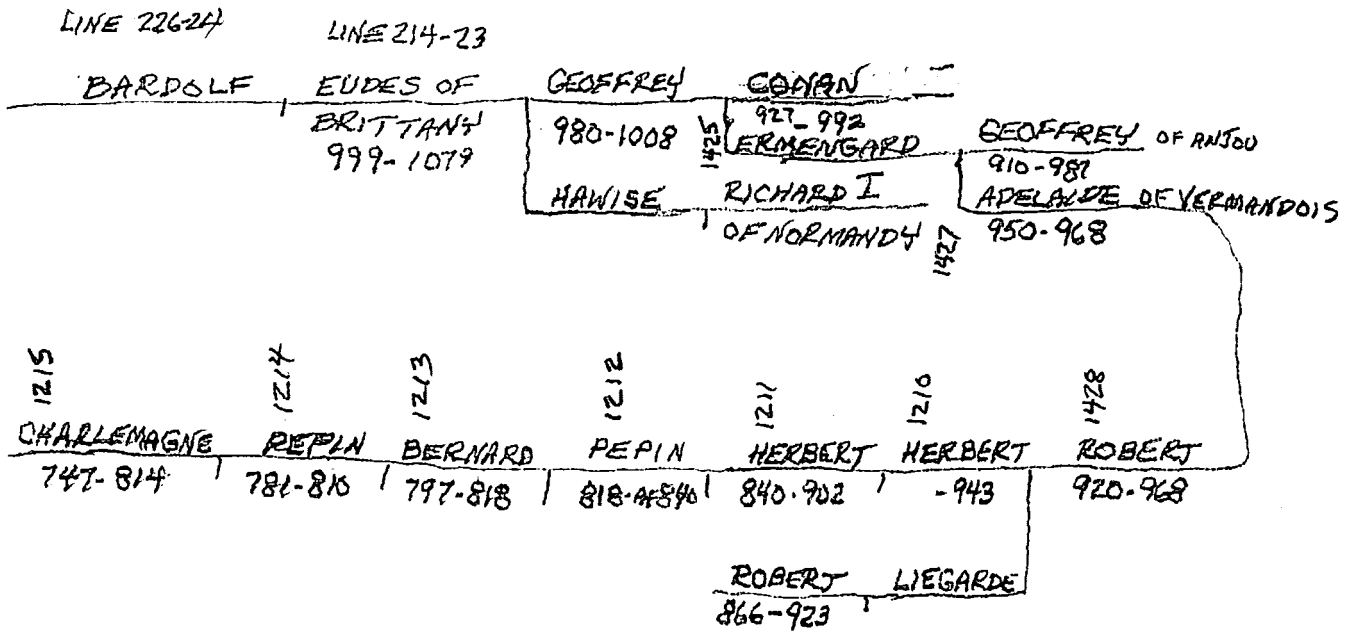 LINE 226-24 LINE 214-23
BARDOLF EUDES OF GEOFFREY CONAN
BRITTANY 980-1008 1425 927-992
999-1079 ERMENGARD GEOFFREY OF ANJOU
910-987
HAWISE RICHARD I ADELAIDE OF VERMANDOIS
OF NORMANDY 1427 950-968
1215 1214 1213 1212 1211 1210 1428
CHARLEMAGNE PEPIN BERNARD PEPIN HERBERT HERBERT ROBERT
747-814 781-810 797-818 818-AF840 840-902 -943 920-968
ROBERT LIEGARDE
866-923